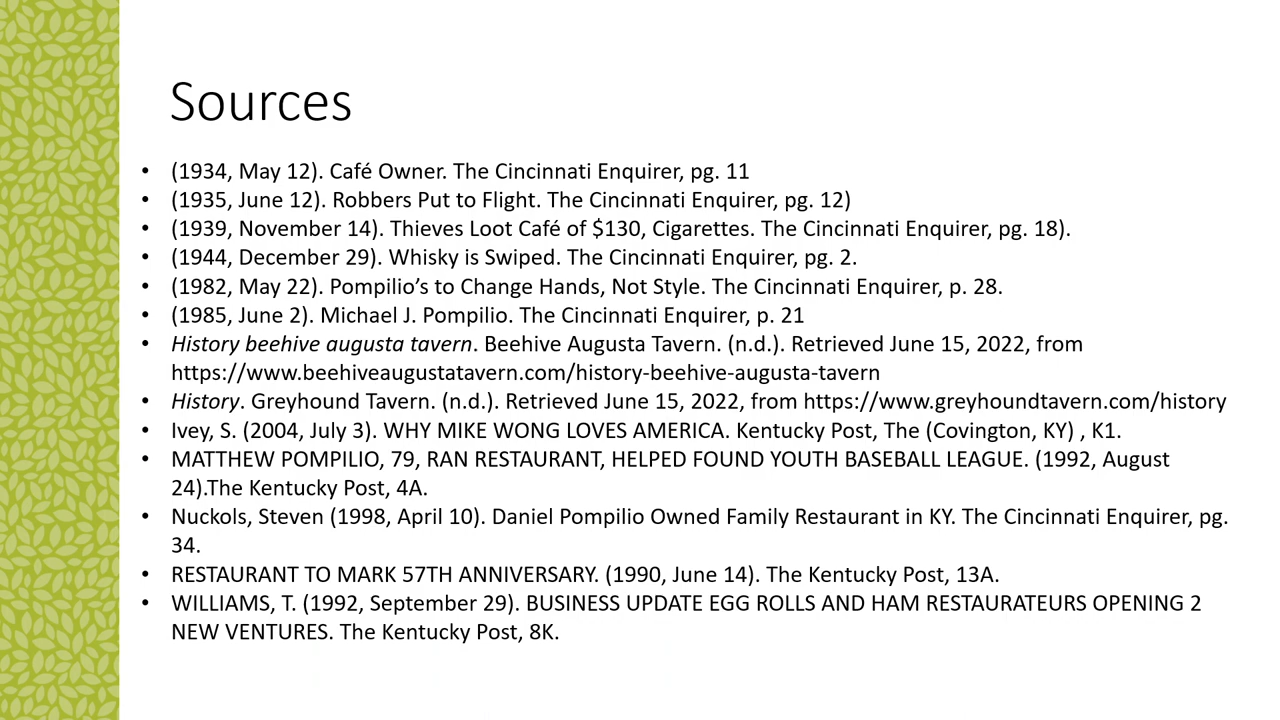 Sources
• (1934, May 12). Café Owner. The Cincinnati Enquirer, pg. 11
• (1935, June 12). Robbers Put to Flight. The Cincinnati Enquirer, pg. 12)
• (1939, November 14). Thieves Loot Café of $130, Cigarettes. The Cincinnati Enquirer, pg. 18).
• (1944, December 29). Whisky is Swiped. The Cincinnati Enquirer, pg. 2.
• (1982, May 22). Pompilio’s to Change Hands, Not Style. The Cincinnati Enquirer, p. 28.
• (1985, June 2). Michael J. Pompilio. The Cincinnati Enquirer, p. 21
• History beehive augusta tavern. Beehive Augusta Tavern. (n.d.). Retrieved June 15, 2022, from
https://www.beehiveaugustatavern.com/history-beehive-augusta-tavern
• History. Greyhound Tavern. (n.d.). Retrieved June 15, 2022, from https://www.greyhoundtavern.com/history
• Ivey, S. (2004, July 3). WHY MIKE WONG LOVES AMERICA. Kentucky Post, The (Covington, KY) , K1.
• MATTHEW POMPILIO, 79, RAN RESTAURANT, HELPED FOUND YOUTH BASEBALL LEAGUE. (1992, August
24).The Kentucky Post, 4A.
• Nuckols, Steven (1998, April 10). Daniel Pompilio Owned Family Restaurant in KY. The Cincinnati Enquirer, pg.
34.
• RESTAURANT TO MARK 57TH ANNIVERSARY. (1990, June 14). The Kentucky Post, 13A.
• WILLIAMS, T. (1992, September 29). BUSINESS UPDATE EGG ROLLS AND HAM RESTAURATEURS OPENING 2
NEW VENTURES. The Kentucky Post, 8K.